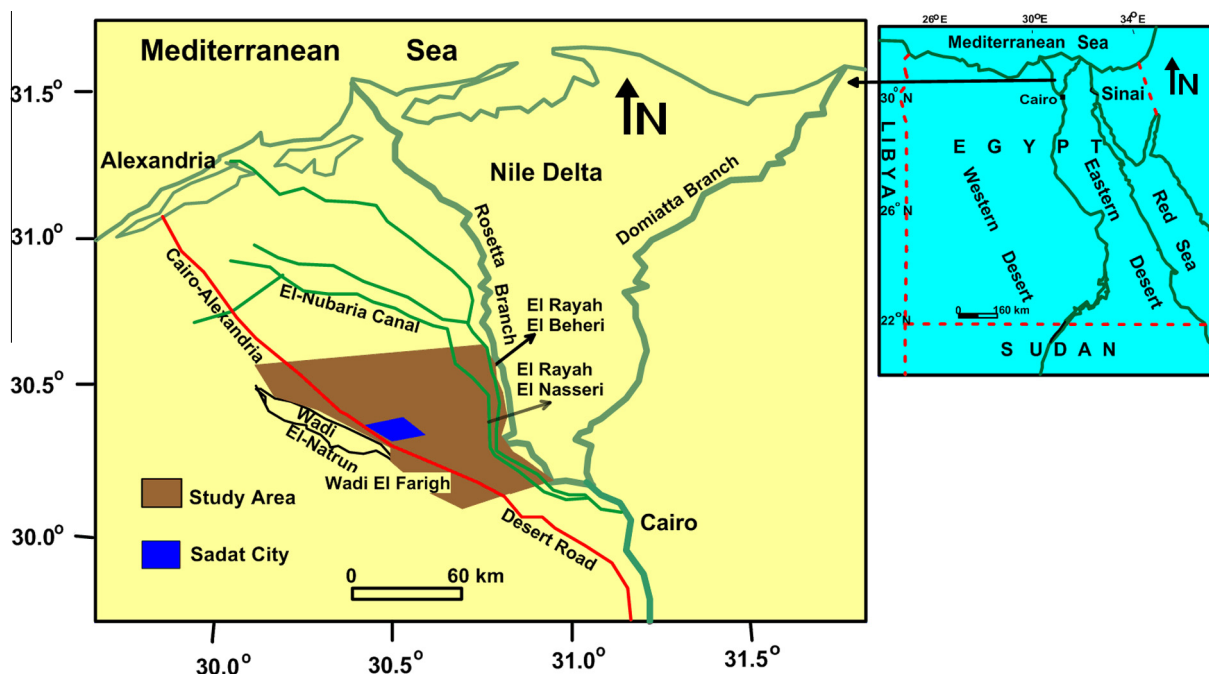 Mediterranean Sea
N
31.5°
Alexandria
Nile Delta
Domiatta Branch
Rosetta Branch
31.0°
Cairo-Alexandria
El-Nubaria Canal
El Rayah
El Beheri
El Rayah
El Nasseri
30.5°
Wadi
El-Natrun
Wadi El Farigh
Study Area
Sadat City
Cairo
Desert Road
30.0°
0 60 km
30.0° 30.5° 31.0° 31.5°
26°E 30°E 34°E
Mediterranean Sea
N
30° N
Cairo
Sinai
LIBYA
EGYPT
26° N
Western Desert
Eastern Desert
Red Sea
0 160 km
22° N
SUDAN